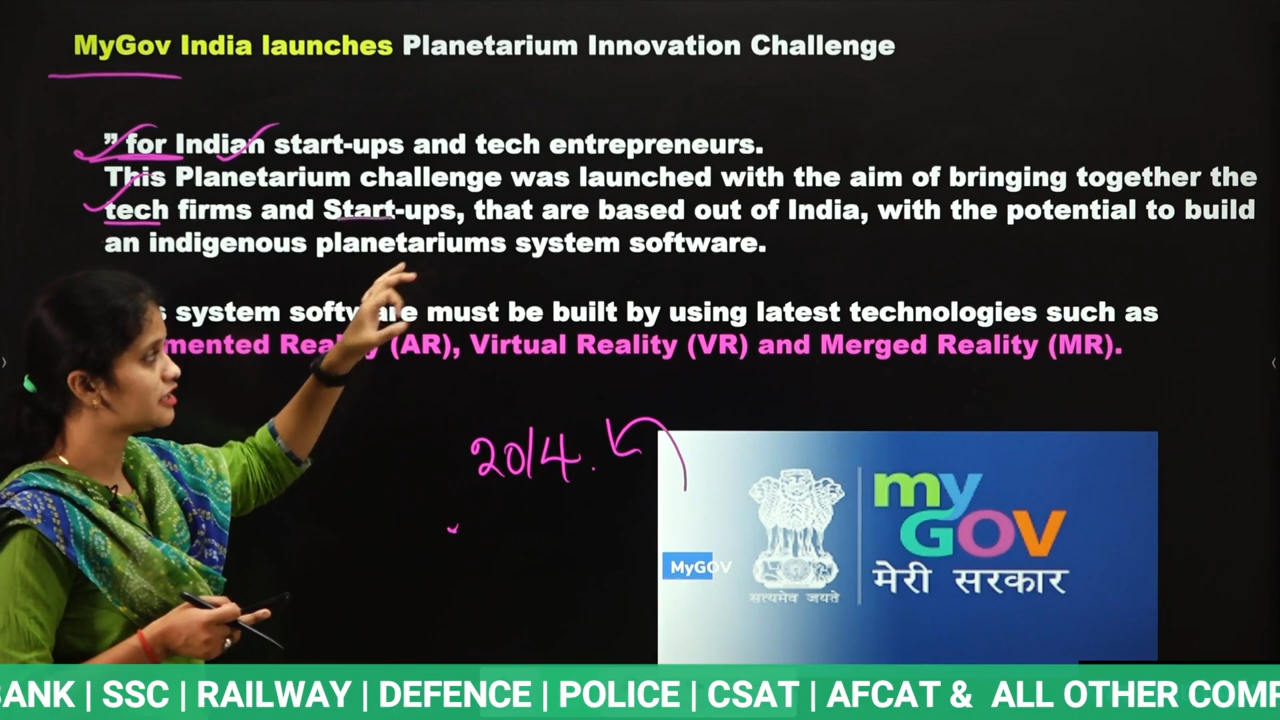 MyGov India launches Planetarium Innovation Challenge
” for Indian start-ups and tech entrepreneurs.
This Planetarium challenge was launched with the aim of bringing together the
tech firms and Start-ups, that are based out of India, with the potential to build
an indigenous planetariums system software.
system software must be built by using latest technologies such as
mented Reality (AR), Virtual Reality (VR) and Merged Reality (MR).
2014.
my
GOV
मेरी सरकार
सत्यमेव जयते
MyGOV
BANK | SSC | RAILWAY | DEFENCE | POLICE | CSAT | AFCAT & ALL OTHER COMP